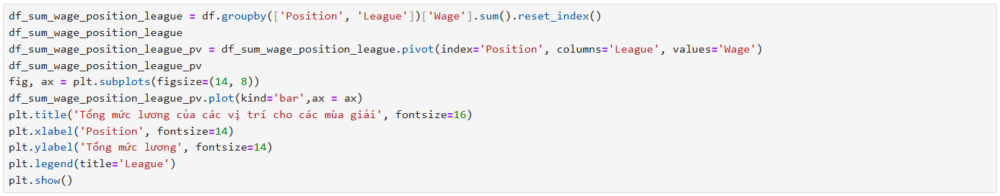 df_sum_wage_position_league = df.groupby(['Position', 'League'])['Wage'].sum().reset_index()
df_sum_wage_position_league
df_sum_wage_position_league_pv = df_sum_wage_position_league.pivot(index='Position', columns='League', values='Wage')
df_sum_wage_position_league_pv
fig, ax = plt.subplots(figsize=(14, 8))
df_sum_wage_position_league_pv.plot(kind='bar',ax = ax)
plt.title('Tổng mức lương của các vị trí cho các mùa giải', fontsize=16)
plt.xlabel('Position', fontsize=14)
plt.ylabel('Tổng mức lương', fontsize=14)
plt.legend(title='League')
plt.show()